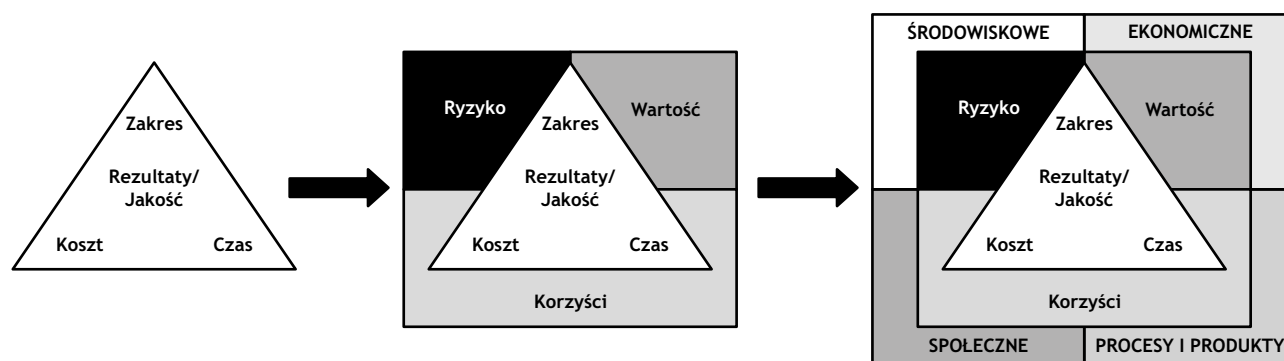 Zakres
Rezultaty/
Jakość
Koszt Czas
Ryzyko Wartość
Zakres
Rezultaty/
Jakość
Koszt Czas
Korzyści
ŚRODOWISKOWE EKONOMICZNE
Ryzyko Wartość
Zakres
Rezultaty/
Jakość
Koszt Czas
Korzyści
SPOŁECZNE PROCESY I PRODUKTY